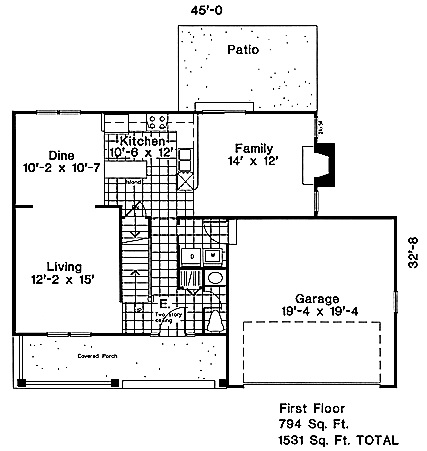 45'-0
Patio
Kitchen
10'-6 x 12'
Dine
10'-2 x 10'-7
Family
14' x 12'
Island
Living
12'-2 x 15'
D
W
32'-8
Garage
19'-4 x 19'-4
E.
Two story
ceiling
UP
Covered Porch
First Floor
794 Sq. Ft.
1531 Sq. Ft. TOTAL